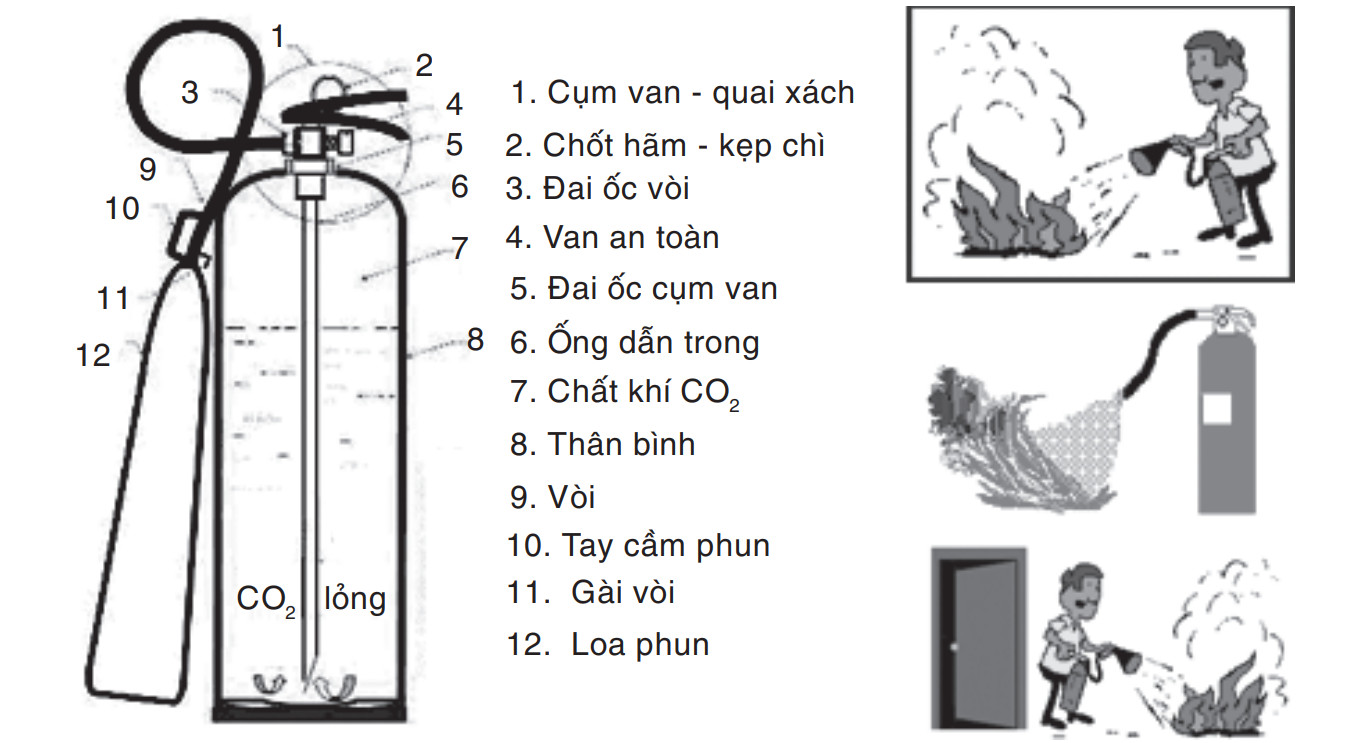 1
2
3
4
5
9
10
6
7
11
8
12
CO2 lỏng
1. Cụm van - quai xách
2. Chốt hãm - kẹp chì
3. Đai ốc vòi
4. Van an toàn
5. Đai ốc cụm van
6. Ống dẫn trong
7. Chất khí CO2
8. Thân bình
9. Vòi
10. Tay cầm phun
11. Gài vòi
12. Loa phun